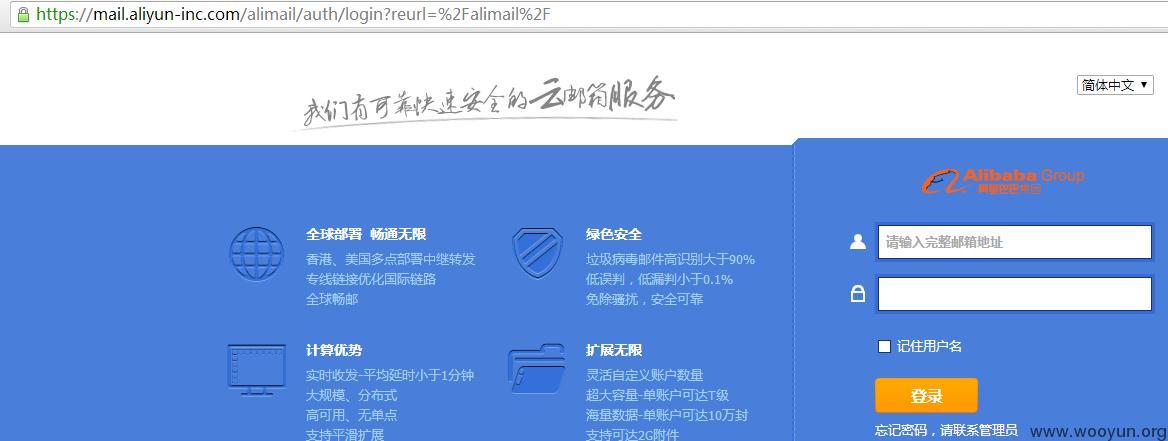 https://mail.aliyun-inc.com/alimail/auth/login?reurl=%2Falimail%2F
简体中文
我们有可靠快速安全的云邮箱服务
Alibaba Group
阿里巴巴集团
全球部署 畅通无限
香港、美国多点部署中继转发
专线链接优化国际链路
全球畅邮
绿色安全
垃圾病毒邮件高识别大于90%
低误判，低漏判小于0.1%
免除骚扰，安全可靠
请输入完整邮箱地址
记住用户名
计算优势
实时收发-平均延时小于1分钟
大规模、分布式
高可用、无单点
支持平滑扩展
扩展无限
灵活自定义账户数量
超大容量-单账户可达T级
海量数据-单账户可达10万封
支持可达2G附件
登录
忘记密码，请联系管理员
www.wooyun.org